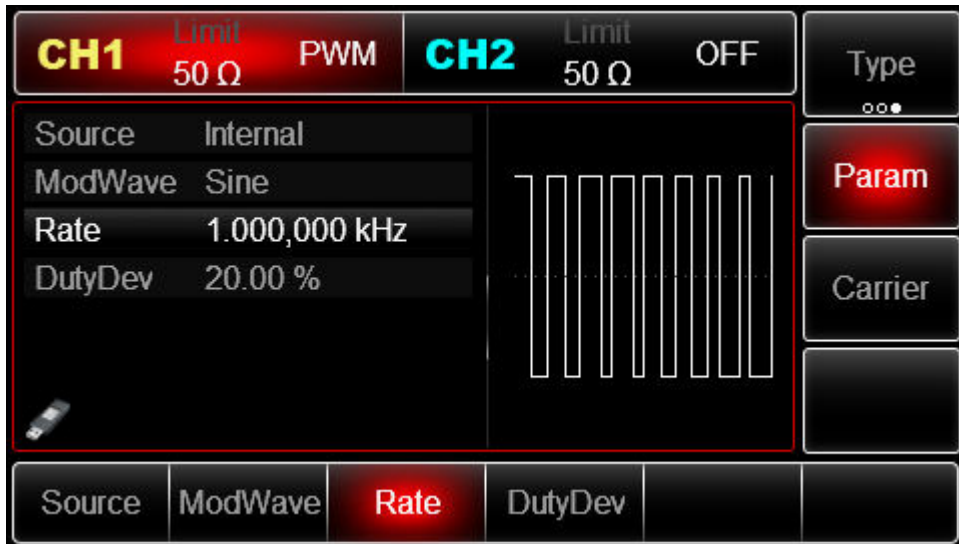 CH1 Limit 50 Ω PWM CH2 Limit 50 Ω OFF
Type
Source Internal
ModWave Sine
Rate 1.000,000 kHz
DutyDev 20.00 %
Param
Carrier
Source ModWave Rate DutyDev